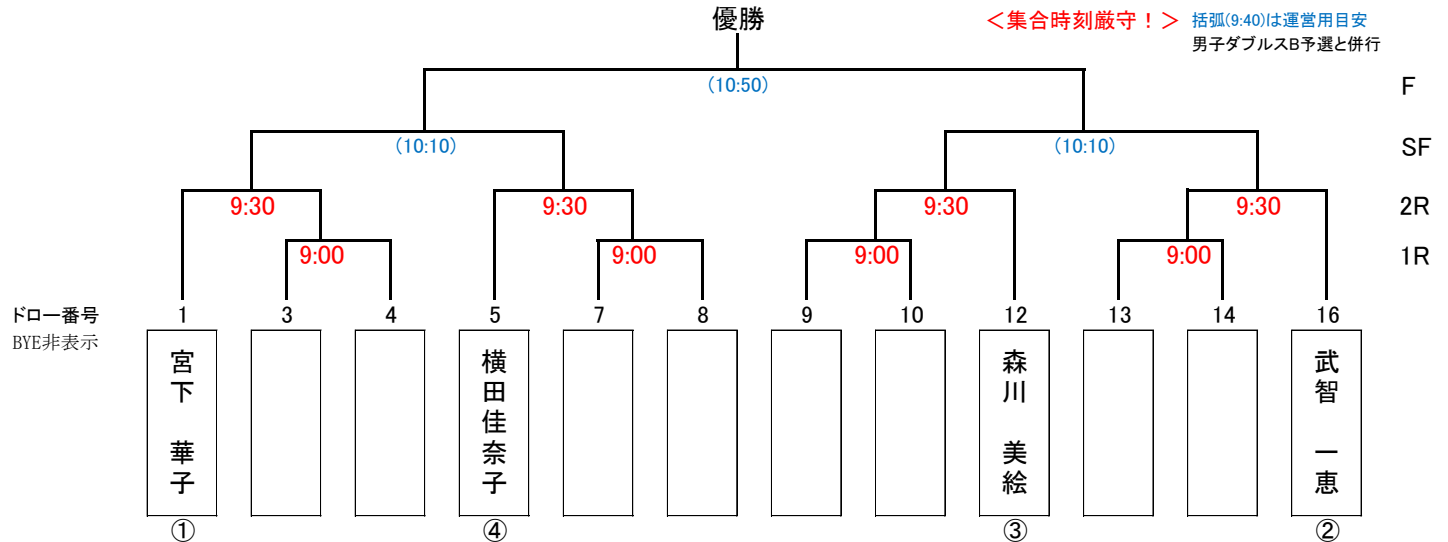 優勝
＜集合時刻厳守！＞ 括弧(9:40)は運営用目安
男子ダブルスB予選と併行
(10:50) F
(10:10) (10:10) SF
9:30 9:30 9:30 9:30 2R
9:00 9:00 9:00 9:00 1R
ドロー番号 1 3 4 5 7 8 9 10 12 13 14 16
BYE非表示
宮下 華子
横田佳奈子
森川 美絵
武智 一恵
① ④ ③ ②